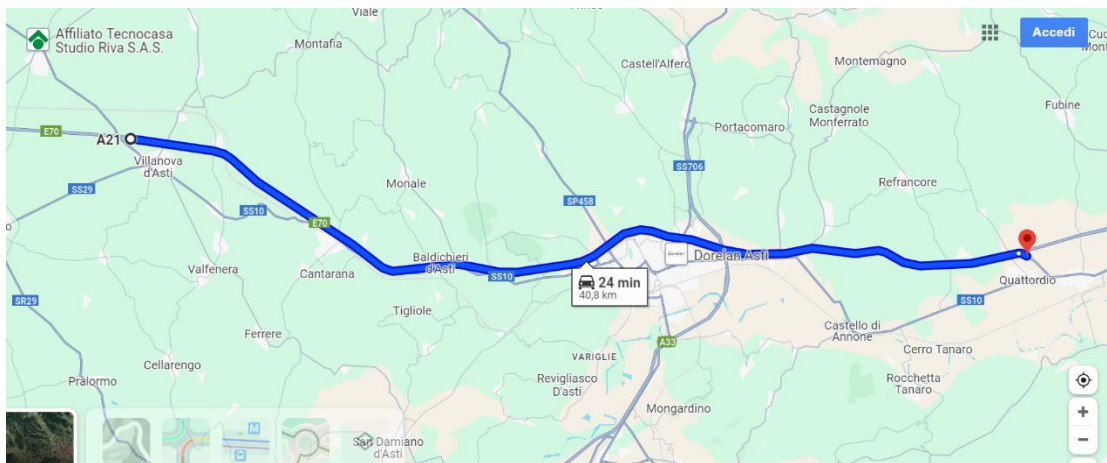 Viale
Affiliato Tecnocasa
Studio Riva S.A.S.
Accedi
Montafia
Castell'Alfero
Montemagno
Fubine
Castagnole
Monferrato
Portacomaro
E70
A21
Villanova
d'Asti
SS706
SS29
Monale
Refrancore
SP458
SS10
E70
Baldichieri
d'Asti
Dorelan Asti
Valfenera
Cantarana
SS10
24 min
40,8 km
Quattordio
SS10
SR29
Tigliole
Ferrere
Castello di
Annone
A33
Cerro Tanaro
VARIGLIE
Cellarengo
Revigliasco
D'asti
Rocchetta
Tanaro
Pralormo
Mongardino
M
San Damiano
d'Asti
+
−